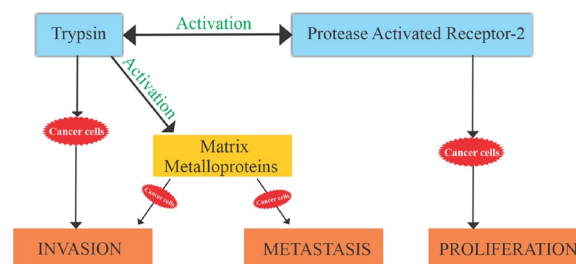 Trypsin
Activation
Protease Activated Receptor-2
Activation
Cancer cells
Matrix
Metalloproteins
Cancer cells
Cancer cells
Cancer cells
INVASION
METASTASIS
PROLIFERATION